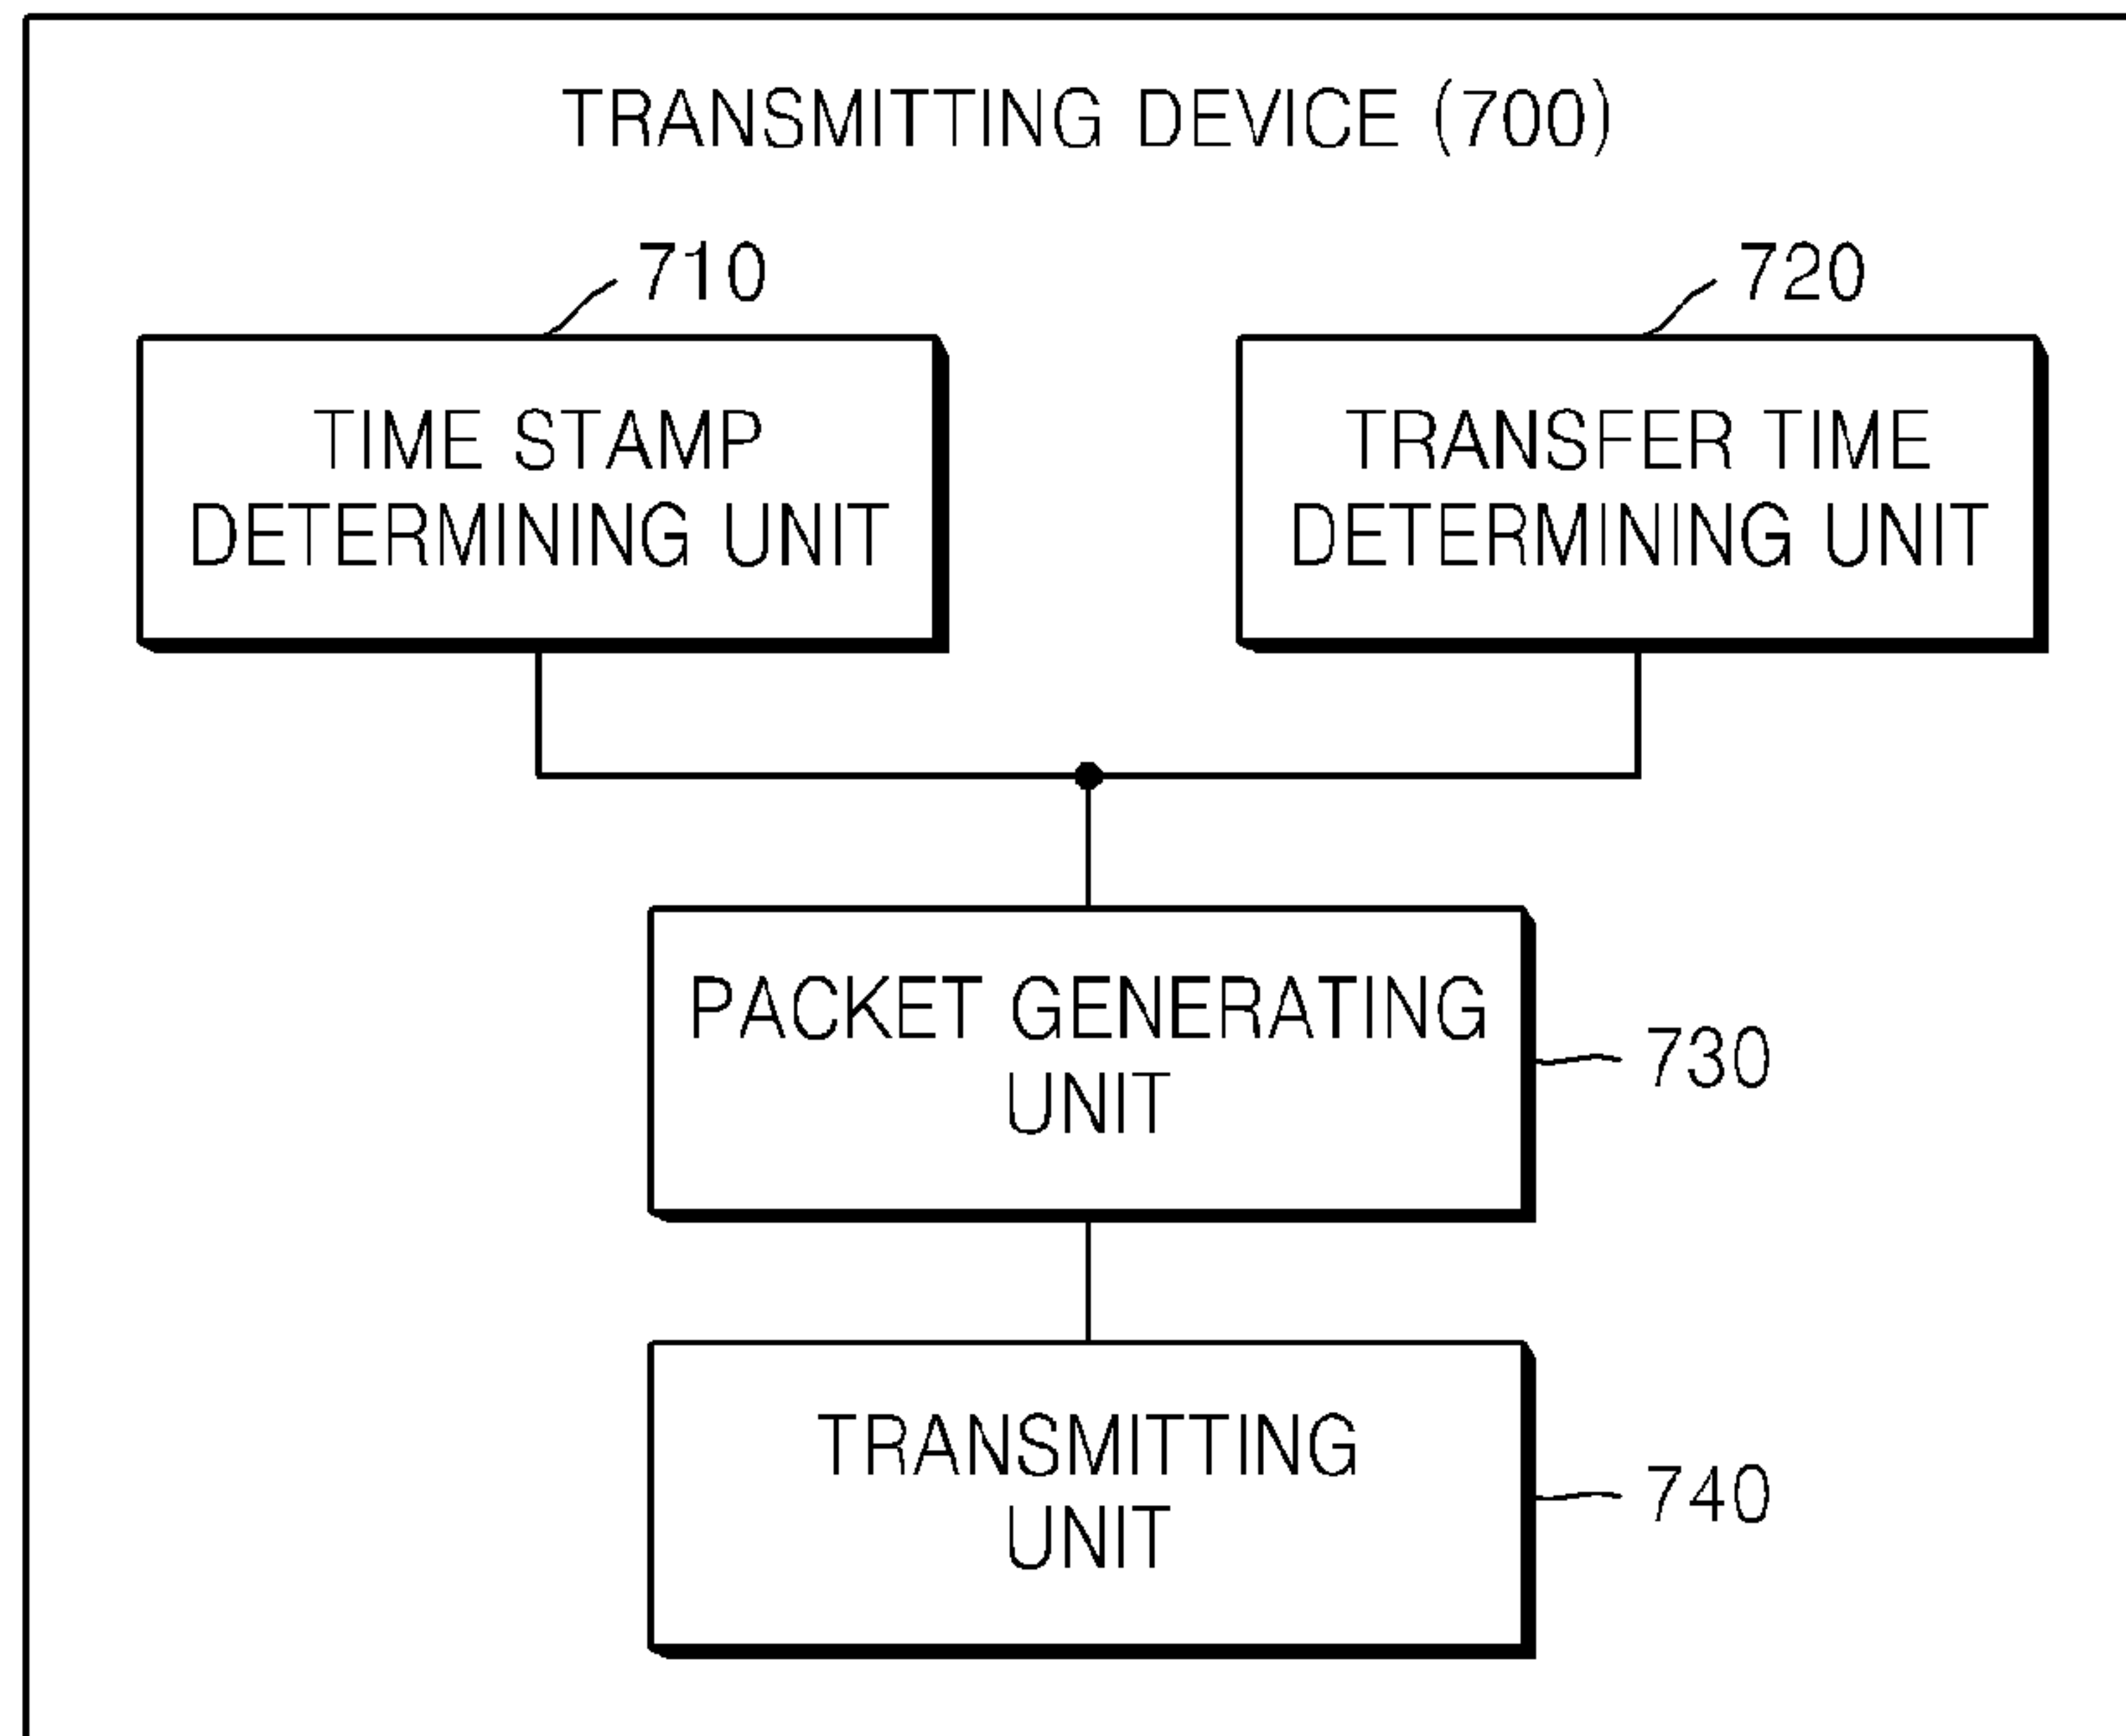 TRANSMITTING DEVICE (700)
710
TIME STAMP
DETERMINING UNIT
720
TRANSFER TIME
DETERMINING UNIT
PACKET GENERATING
UNIT
730
TRANSMITTING
UNIT
740